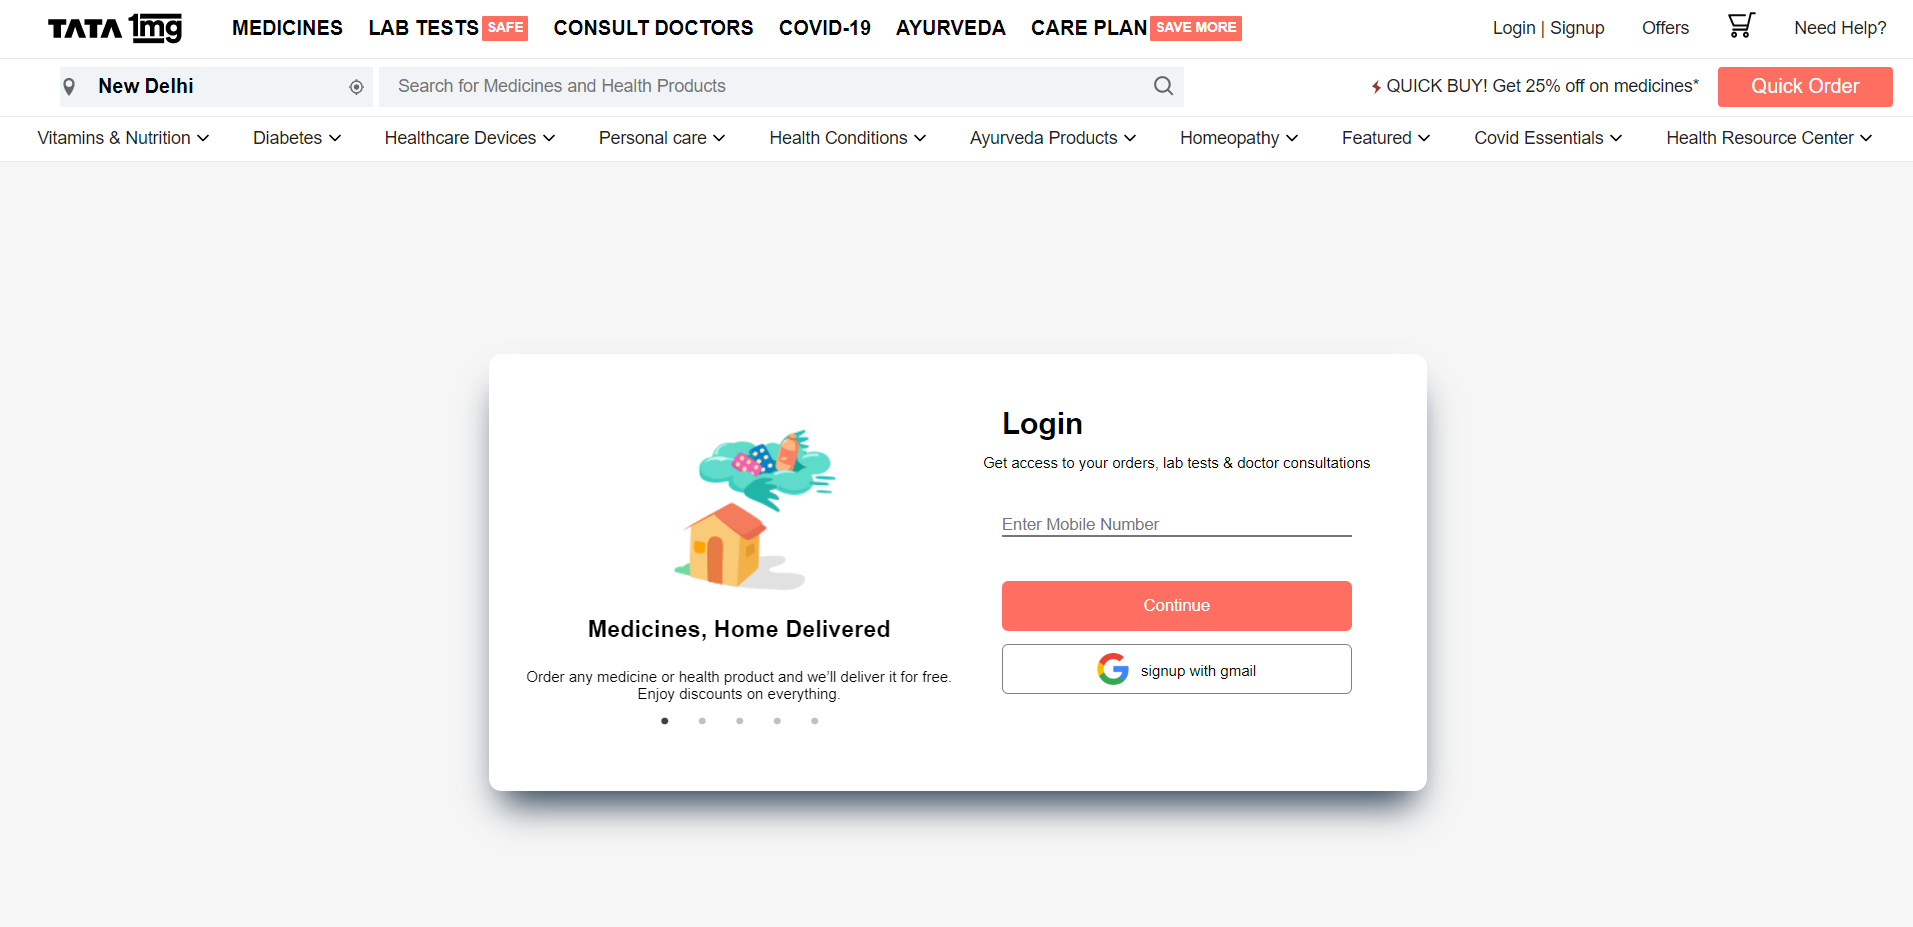 TATA 1mg MEDICINES LAB TESTS SAFE CONSULT DOCTORS COVID-19 AYURVEDA CARE PLAN SAVE MORE Login | Signup Offers Need Help?
New Delhi Search for Medicines and Health Products QUICK BUY! Get 25% off on medicines* Quick Order
Vitamins & Nutrition Diabetes Healthcare Devices Personal care Health Conditions Ayurveda Products Homeopathy Featured Covid Essentials Health Resource Center
Medicines, Home Delivered
Order any medicine or health product and we’ll deliver it for free.
Enjoy discounts on everything.
Login
Get access to your orders, lab tests & doctor consultations
Enter Mobile Number
Continue
signup with gmail